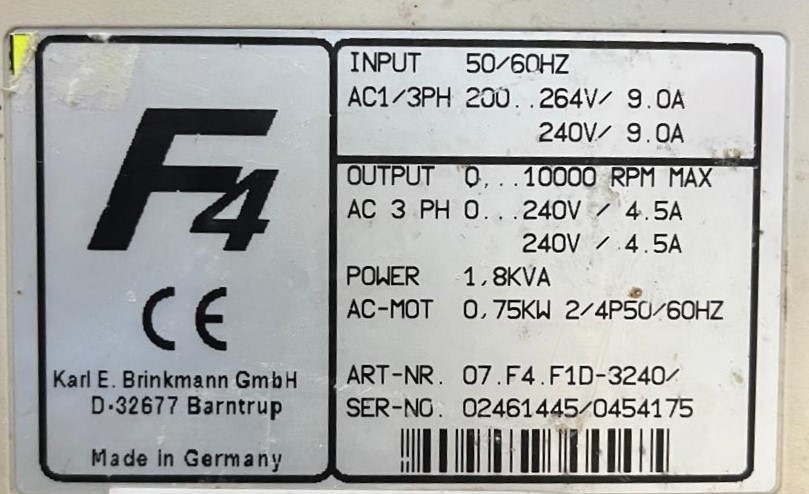 F4
CE
Karl E. Brinkmann GmbH
D-32677 Barntrup
Made in Germany
INPUT 50/60HZ
AC1/3PH 200..264V/ 9.0A
240V/ 9.0A
OUTPUT 0,..10000 RPM MAX
AC 3 PH 0...240V / 4.5A
240V / 4.5A
POWER 1,8KVA
AC-MOT 0,75KW 2/4P50/60HZ
ART-NR. 07.F4.F1D-3240/
SER-NO. 02461445/0454175